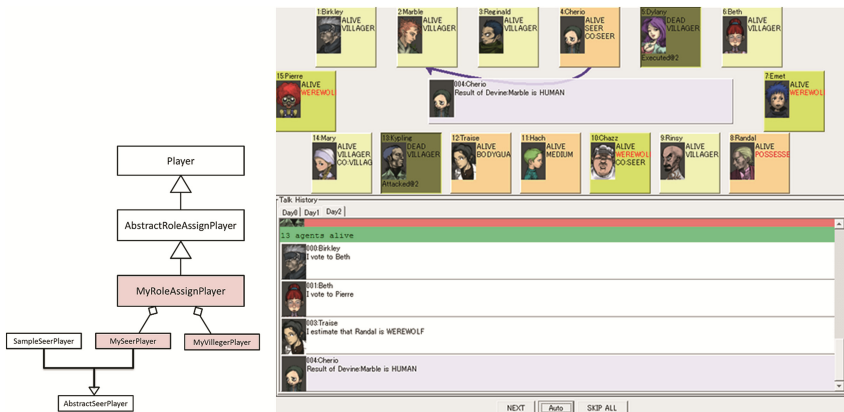 Player
AbstractRoleAssignPlayer
MyRoleAssignPlayer
SampleSeerPlayer
MySeerPlayer
MyVillegerPlayer
AbstractSeerPlayer
1:Birkley
ALIVE
VILLAGER
2:Marble
ALIVE
VILLAGER
3:Reginald
ALIVE
VILLAGER
4:Cherio
ALIVE
SEER
CO:SEER
5:Dylany
DEAD
VILLAGER
Executed@2
6:Beth
ALIVE
VILLAGER
15:Pierre
ALIVE
WEREWOL
004:Cherio
Result of Devine:Marble is HUMAN
7:Emet
ALIVE
WEREWOL
14:Mary
ALIVE
VILLAGER
CO:VILLAG
13:Kypling
DEAD
VILLAGER
Attacked@2
12:Traise
ALIVE
BODYGUA
11:Hach
ALIVE
MEDIUM
10:Chazz
ALIVE
WEREWOL
CO:SEER
9:Rinsy
ALIVE
VILLAGER
8:Randal
ALIVE
POSSESSE
Talk History
Day0 Day1 Day2
13 agents alive
000:Birkley
I vote to Beth
001:Beth
I vote to Pierre
003:Traise
I estimate that Randal is WEREWOLF
004:Cherio
Result of Devine:Marble is HUMAN
NEXT Auto SKIP ALL